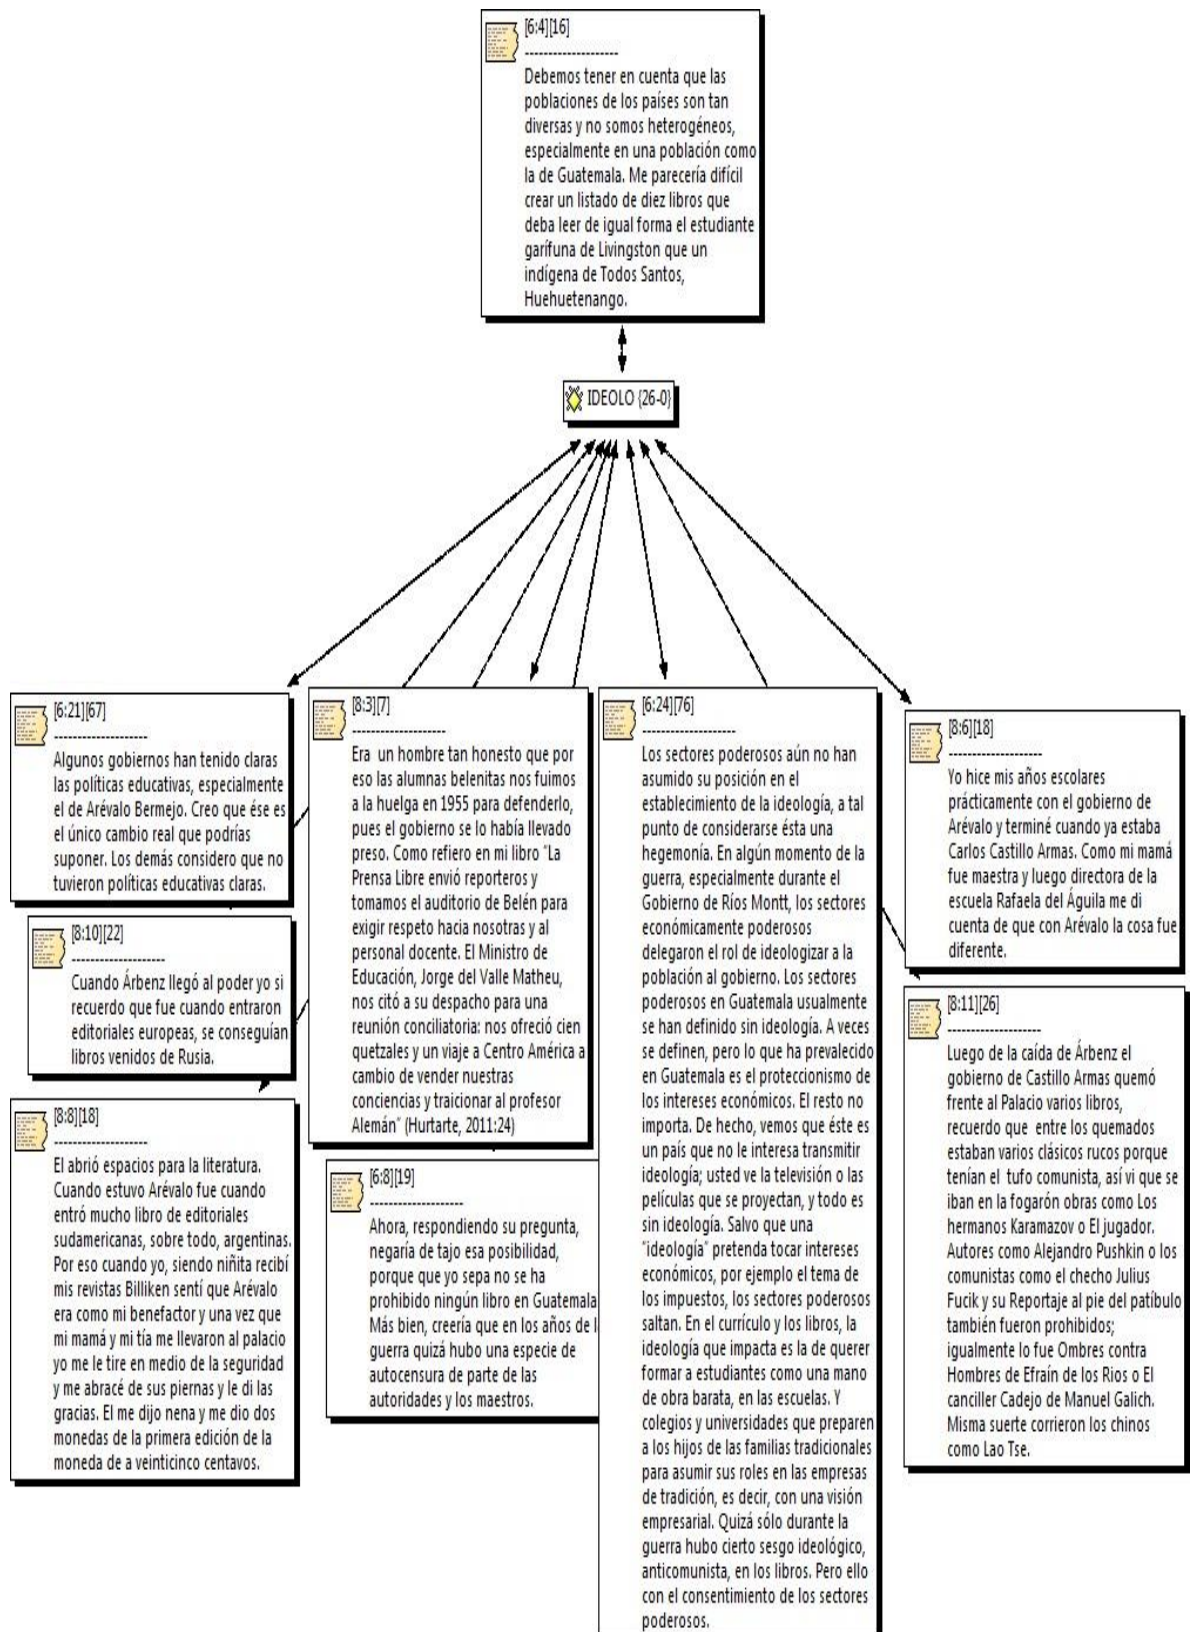 [6:4][16]
--------------------
Debemos tener en cuenta que las
poblaciones de los países son tan
diversas y no somos heterogéneos,
especialmente en una población como
la de Guatemala. Me parecería difícil
crear un listado de diez libros que
deba leer de igual forma el estudiante
garífuna de Livingston que un
indígena de Todos Santos,
Huehuetenango.
IDEOLO {26-0}
[6:21][67]
--------------------
Algunos gobiernos han tenido claras
las políticas educativas, especialmente
el de Arévalo Bermejo. Creo que ése es
el único cambio real que podrías
suponer. Los demás considero que no
tuvieron políticas educativas claras.
[8:10][22]
--------------------
Cuando Árbenz llegó al poder yo si
recuerdo que fue cuando entraron
editoriales europeas, se conseguían
libros venidos de Rusia.
[8:8][18]
--------------------
El abrió espacios para la literatura.
Cuando estuvo Arévalo fue cuando
entró mucho libro de editoriales
sudamericanas, sobre todo, argentinas.
Por eso cuando yo, siendo niñita recibí
mis revistas Billiken sentí que Arévalo
era como mi benefactor y una vez que
mi mamá y mi tía me llevaron al palacio
yo me le tire en medio de la seguridad
y me abracé de sus piernas y le di las
gracias. El me dijo nena y me dio dos
monedas de la primera edición de la
moneda de a veinticinco centavos.
[8:3][7]
--------------------
Era un hombre tan honesto que por
eso las alumnas belenitas nos fuimos
a la huelga en 1955 para defenderlo,
pues el gobierno se lo había llevado
preso. Como refiero en mi libro "La
Prensa Libre envió reporteros y
tomamos el auditorio de Belén para
exigir respeto hacia nosotras y al
personal docente. El Ministro de
Educación, Jorge del Valle Matheu,
nos citó a su despacho para una
reunión conciliatoria: nos ofreció cien
quetzales y un viaje a Centro América a
cambio de vender nuestras
conciencias y traicionar al profesor
Alemán" (Hurtarte, 2011:24)
[6:8][19]
--------------------
Ahora, respondiendo su pregunta,
negaría de tajo esa posibilidad,
porque que yo sepa no se ha
prohibido ningún libro en Guatemala
Más bien, creería que en los años de l
guerra quizá hubo una especie de
autocensura de parte de las
autoridades y los maestros.
[6:24][76]
--------------------
Los sectores poderosos aún no han
asumido su posición en el
establecimiento de la ideología, a tal
punto de considerarse ésta una
hegemonía. En algún momento de la
guerra, especialmente durante el
Gobierno de Ríos Montt, los sectores
económicamente poderosos
delegaron el rol de ideologizar a la
población al gobierno. Los sectores
poderosos en Guatemala usualmente
se han definido sin ideología. A veces
se definen, pero lo que ha prevalecido
en Guatemala es el proteccionismo de
los intereses económicos. El resto no
importa. De hecho, vemos que éste es
un país que no le interesa transmitir
ideología; usted ve la televisión o las
películas que se proyectan, y todo es
sin ideología. Salvo que una
"ideología" pretenda tocar intereses
económicos, por ejemplo el tema de
los impuestos, los sectores poderosos
saltan. En el currículo y los libros, la
ideología que impacta es la de querer
formar a estudiantes como una mano
de obra barata, en las escuelas. Y
colegios y universidades que preparen
a los hijos de las familias tradicionales
para asumir sus roles en las empresas
de tradición, es decir, con una visión
empresarial. Quizá sólo durante la
guerra hubo cierto sesgo ideológico,
anticomunista, en los libros. Pero ello
con el consentimiento de los sectores
poderosos.
[8:6][18]
--------------------
Yo hice mis años escolares
prácticamente con el gobierno de
Arévalo y terminé cuando ya estaba
Carlos Castillo Armas. Como mi mamá
fue maestra y luego directora de la
escuela Rafaela del Águila me di
cuenta de que con Arévalo la cosa fue
diferente.
[8:11][26]
--------------------
Luego de la caída de Árbenz el
gobierno de Castillo Armas quemó
frente al Palacio varios libros,
recuerdo que entre los quemados
estaban varios clásicos rucos porque
tenían el tufo comunista, así vi que se
iban en la fogarón obras como Los
hermanos Karamazov o El jugador.
Autores como Alejandro Pushkin o los
comunistas como el checho Julius
Fucik y su Reportaje al pie del patíbulo
también fueron prohibidos;
igualmente lo fue Ombres contra
Hombres de Efraín de los Rios o El
canciller Cadejo de Manuel Galich.
Misma suerte corrieron los chinos
como Lao Tse.